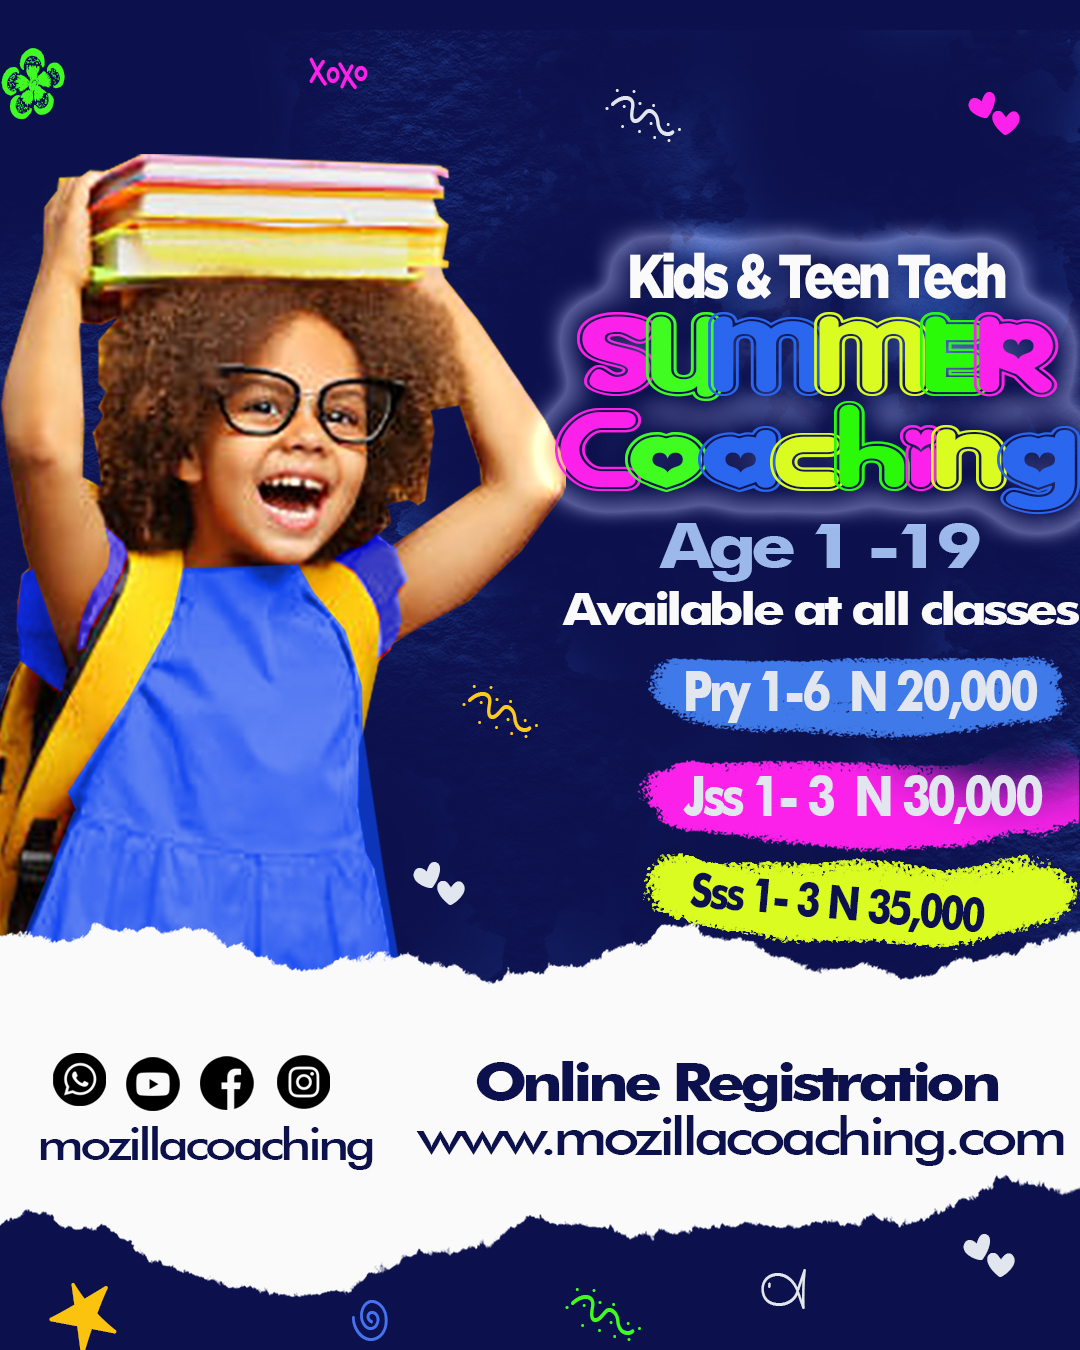 XOXO
Kids & Teen Tech
SUMMER
Coaching
Age 1 -19
Available at all classes
Pry 1-6 N 20,000
Jss 1- 3 N 30,000
Sss 1- 3 N 35,000
mozillacoaching
Online Registration
www.mozillacoaching.com